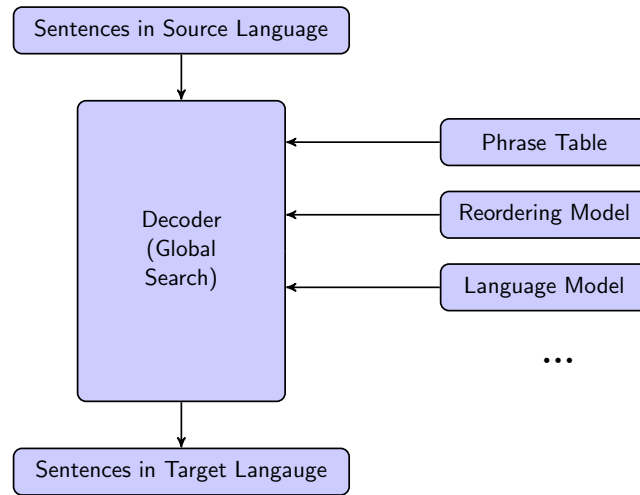 Sentences in Source Language
Phrase Table
Reordering Model
Decoder
(Global
Search)
Language Model
...
Sentences in Target Langauge